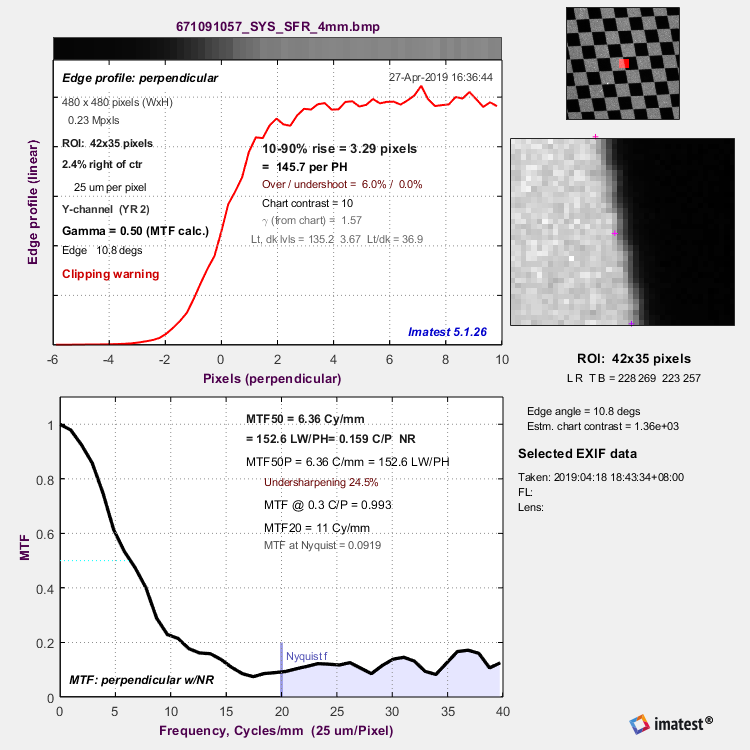 671091057_SYS_SFR_4mm.bmp
Edge profile: perpendicular
27-Apr-2019 16:36:44
480 x 480 pixels (WxH)
0.23 Mpxls
ROI: 42x35 pixels
2.4% right of ctr
25 um per pixel
Y-channel (YR 2)
Gamma = 0.50 (MTF calc.)
Edge 10.8 degs
Clipping warning
10-90% rise = 3.29 pixels
= 145.7 per PH
Over / undershoot = 6.0% / 0.0%
Chart contrast = 10
γ (from chart) = 1.57
Lt, dk lvls = 135.2 3.67 Lt/dk = 36.9
Imatest 5.1.26
Edge profile (linear)
-6 -4 -2 0 2 4 6 8 10
Pixels (perpendicular)
ROI: 42x35 pixels
L R T B = 228 269 223 257
Edge angle = 10.8 degs
Estm. chart contrast = 1.36e+03
Selected EXIF data
Taken: 2019:04:18 18:43:34+08:00
FL:
Lens:
MTF50 = 6.36 Cy/mm
= 152.6 LW/PH= 0.159 C/P NR
MTF50P = 6.36 C/mm = 152.6 LW/PH
Undersharpening 24.5%
MTF @ 0.3 C/P = 0.993
MTF20 = 11 Cy/mm
MTF at Nyquist = 0.0919
Nyquist f
MTF: perpendicular w/NR
MTF
1
0.8
0.6
0.4
0.2
0
0 5 10 15 20 25 30 35 40
Frequency, Cycles/mm (25 um/Pixel)
imatest®